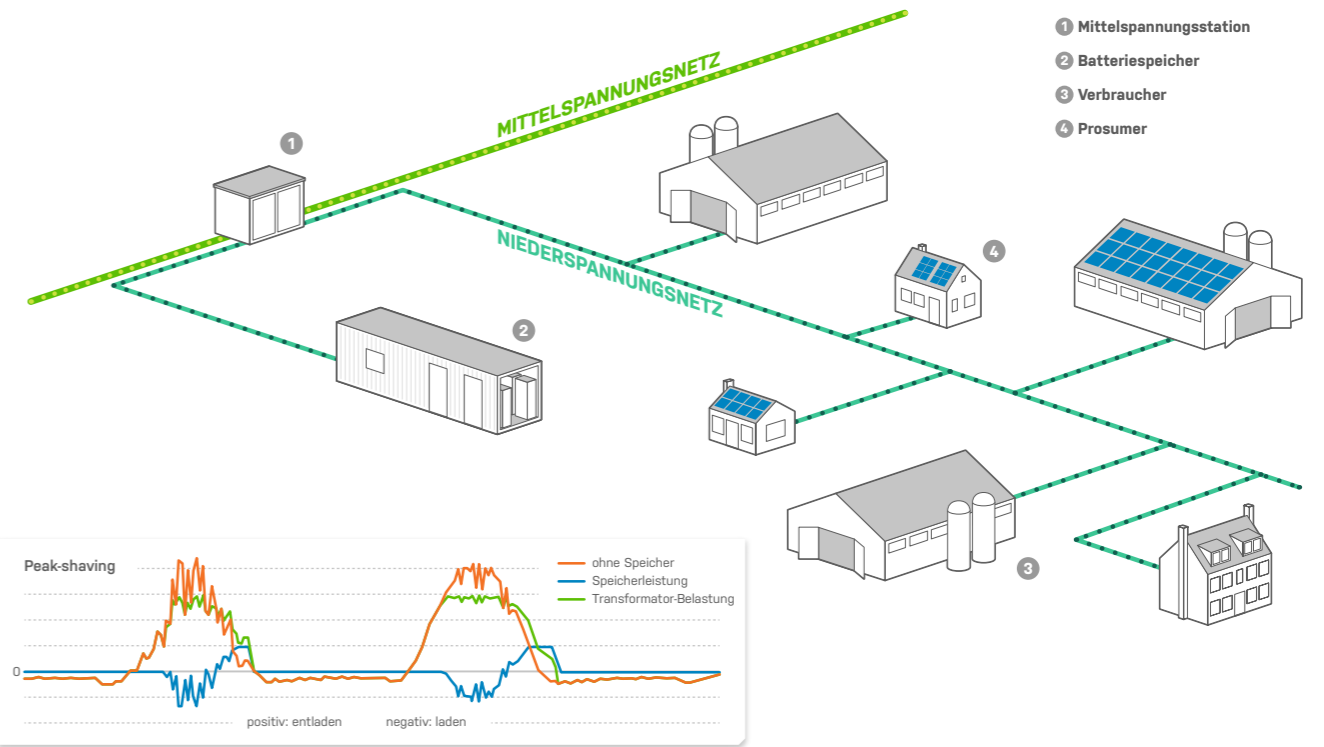 1 Mittelspannungsstation
2 Batteriespeicher
3 Verbraucher
4 Prosumer
MITTELSPANNUNGSNETZ
1
NIEDERSPANNUNGSNETZ
4
2
3
Peak-shaving
ohne Speicher
Speicherleistung
Transformator-Belastung
0
positiv: entladen negativ: laden